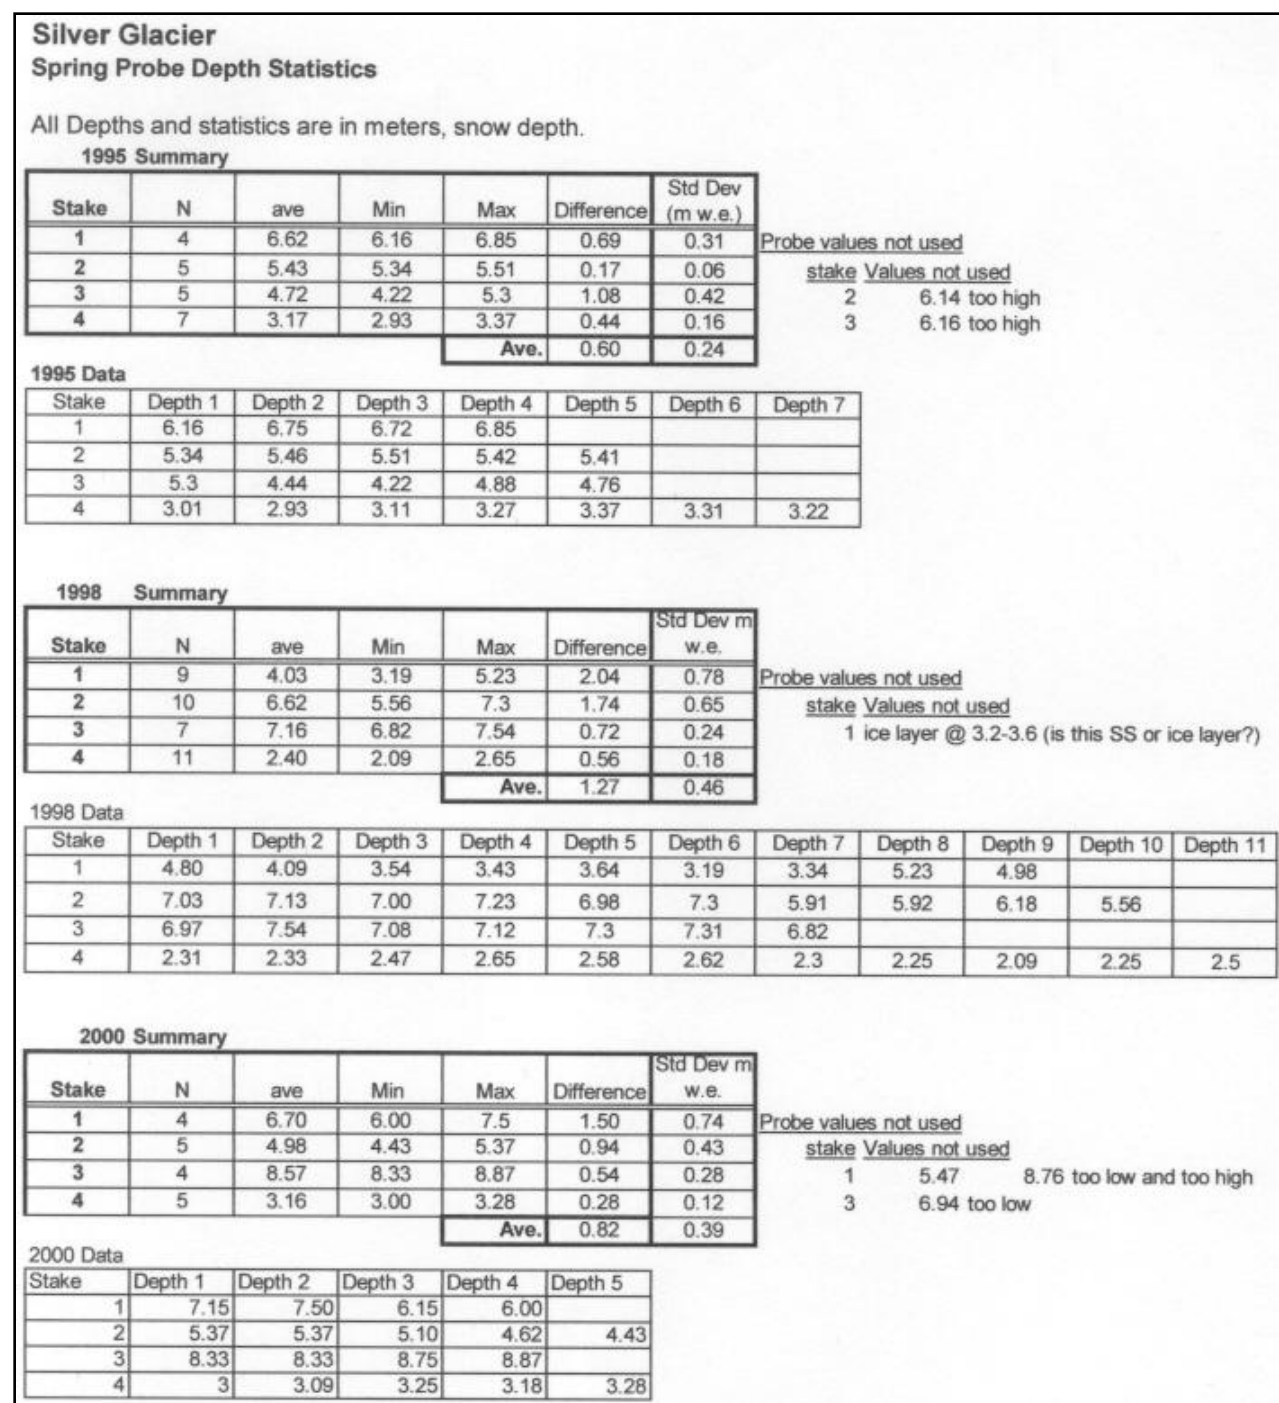 Silver Glacier
Spring Probe Depth Statistics
All Depths and statistics are in meters, snow depth.
1995 Summary
Stake N ave Min Max Difference Std Dev (m w.e.)
1 4 6.62 6.16 6.85 0.69 0.31 Probe values not used
2 5 5.43 5.34 5.51 0.17 0.06 stake Values not used
3 5 4.72 4.22 5.3 1.08 0.42 2 6.14 too high
4 7 3.17 2.93 3.37 0.44 0.16 3 6.16 too high
Ave. 0.60 0.24
1995 Data
Stake Depth 1 Depth 2 Depth 3 Depth 4 Depth 5 Depth 6 Depth 7
1 6.16 6.75 6.72 6.85
2 5.34 5.46 5.51 5.42 5.41
3 5.3 4.44 4.22 4.88 4.76
4 3.01 2.93 3.11 3.27 3.37 3.31 3.22
1998 Summary
Stake N ave Min Max Difference Std Dev m w.e.
1 9 4.03 3.19 5.23 2.04 0.78 Probe values not used
2 10 6.62 5.56 7.3 1.74 0.65 stake Values not used
3 7 7.16 6.82 7.54 0.72 0.24 1 ice layer @ 3.2-3.6 (is this SS or ice layer?)
4 11 2.40 2.09 2.65 0.56 0.18
Ave. 1.27 0.46
1998 Data
Stake Depth 1 Depth 2 Depth 3 Depth 4 Depth 5 Depth 6 Depth 7 Depth 8 Depth 9 Depth 10 Depth 11
1 4.80 4.09 3.54 3.43 3.64 3.19 3.34 5.23 4.98
2 7.03 7.13 7.00 7.23 6.98 7.3 5.91 5.92 6.18 5.56
3 6.97 7.54 7.08 7.12 7.3 7.31 6.82
4 2.31 2.33 2.47 2.65 2.58 2.62 2.3 2.25 2.09 2.25 2.5
2000 Summary
Stake N ave Min Max Difference Std Dev m w.e.
1 4 6.70 6.00 7.5 1.50 0.74 Probe values not used
2 5 4.98 4.43 5.37 0.94 0.43 stake Values not used
3 4 8.57 8.33 8.87 0.54 0.28 1 5.47 8.76 too low and too high
4 5 3.16 3.00 3.28 0.28 0.12 3 6.94 too low
Ave. 0.82 0.39
2000 Data
Stake Depth 1 Depth 2 Depth 3 Depth 4 Depth 5
1 7.15 7.50 6.15 6.00
2 5.37 5.37 5.10 4.62 4.43
3 8.33 8.33 8.75 8.87
4 3 3.09 3.25 3.18 3.28